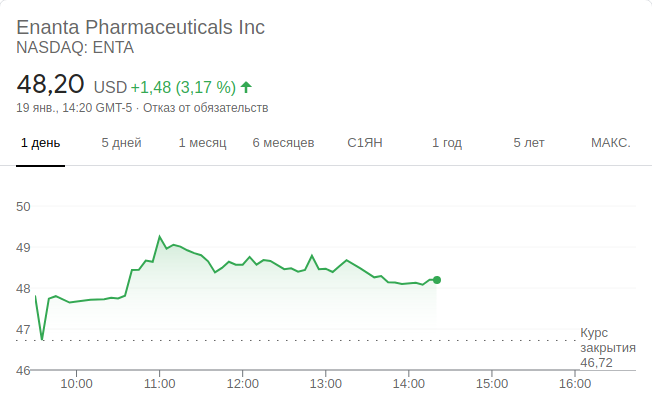 Enanta Pharmaceuticals Inc
NASDAQ: ENTA
48,20 USD +1,48 (3,17 %)
19 янв., 14:20 GMT-5 · Отказ от обязательств
1 день 5 дней 1 месяц 6 месяцев С1ЯН 1 год 5 лет МАКС.
50
49
48
47
46
Курс
закрытия
46,72
10:00 11:00 12:00 13:00 14:00 15:00 16:00